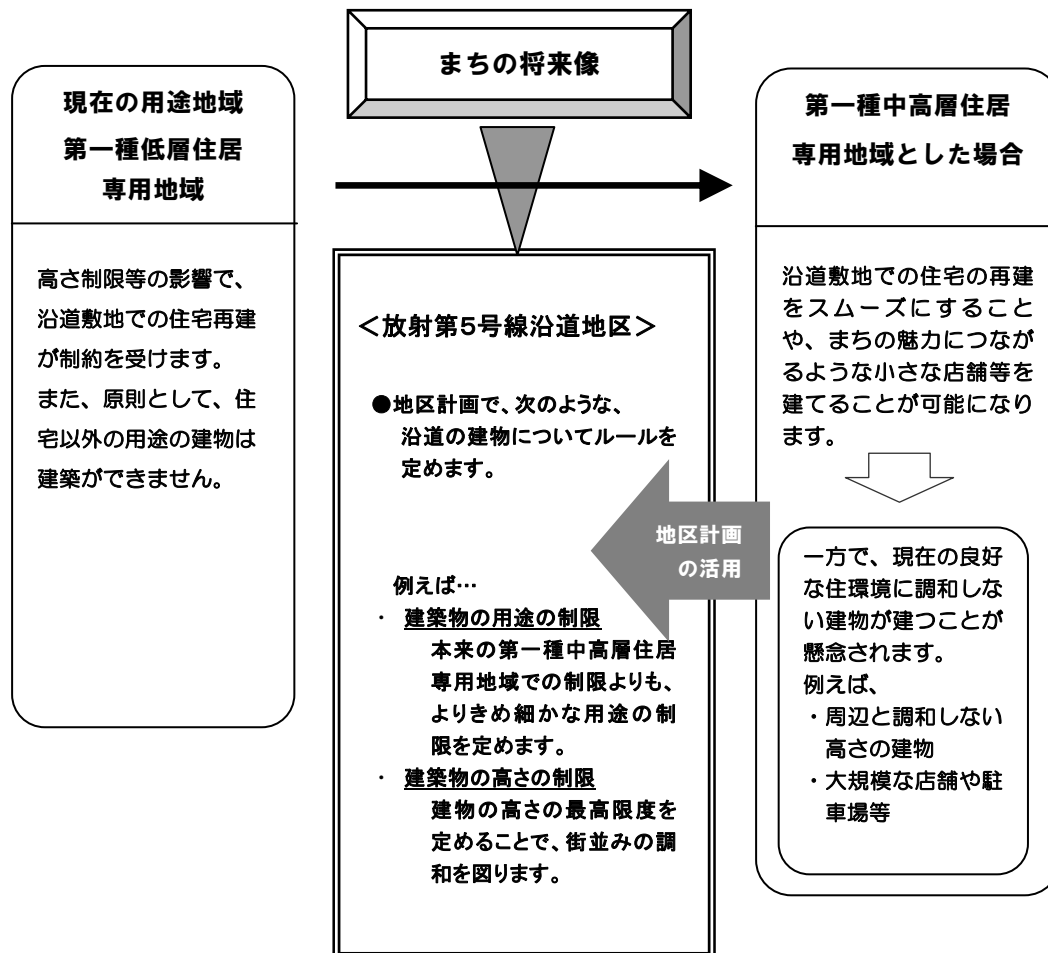 まちの将来像
現在の用途地域
第一種低層住居
専用地域
高さ制限等の影響で、
沿道敷地での住宅再建
が制約を受けます。
また、原則として、住
宅以外の用途の建物は
建築ができません。
<放射第5号線沿道地区>
●地区計画で、次のような、
沿道の建物についてルールを
定めます。
例えば…
・ 建築物の用途の制限
本来の第一種中高層住居
専用地域での制限よりも、
よりきめ細かな用途の制
限を定めます。
・ 建築物の高さの制限
建物の高さの最高限度を
定めることで、街並みの調
和を図ります。
地区計画
の活用
第一種中高層住居
専用地域とした場合
沿道敷地での住宅の再建
をスムーズにすること
や、まちの魅力につなが
るような小さな店舗等を
建てることが可能になり
ます。
一方で、現在の良好
な住環境に調和しな
い建物が建つことが
懸念されます。
例えば、
・周辺と調和しない
高さの建物
・大規模な店舗や駐
車場等